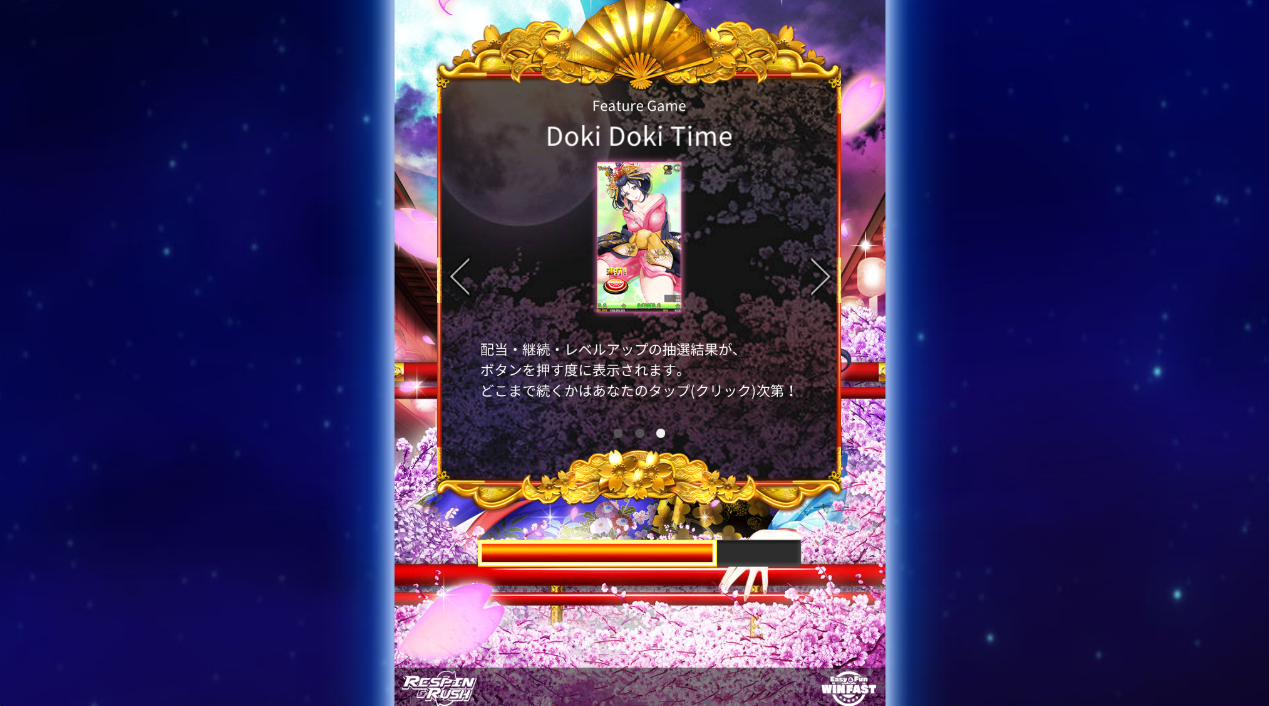 Feature Game
Doki Doki Time
配当・継続・レベルアップの抽選結果が、
ボタンを押す度に表示されます。
どこまで続くかはあなたのタップ(クリック)次第！
RESPIN RUSH
Easy & Fun
WINFAST